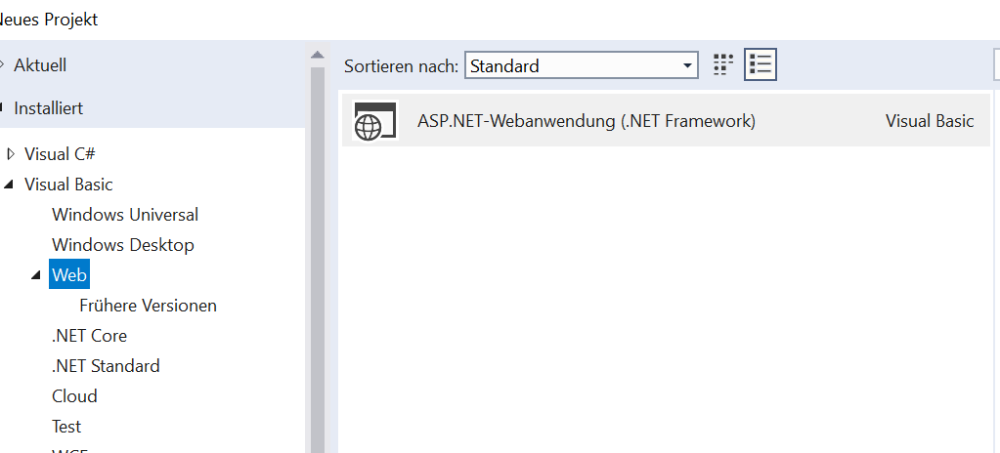 Neues Projekt
Aktuell
Installiert
Visual C#
Visual Basic
Windows Universal
Windows Desktop
Web
Frühere Versionen
.NET Core
.NET Standard
Cloud
Test
WCF
Sortieren nach: Standard
ASP.NET-Webanwendung (.NET Framework) Visual Basic